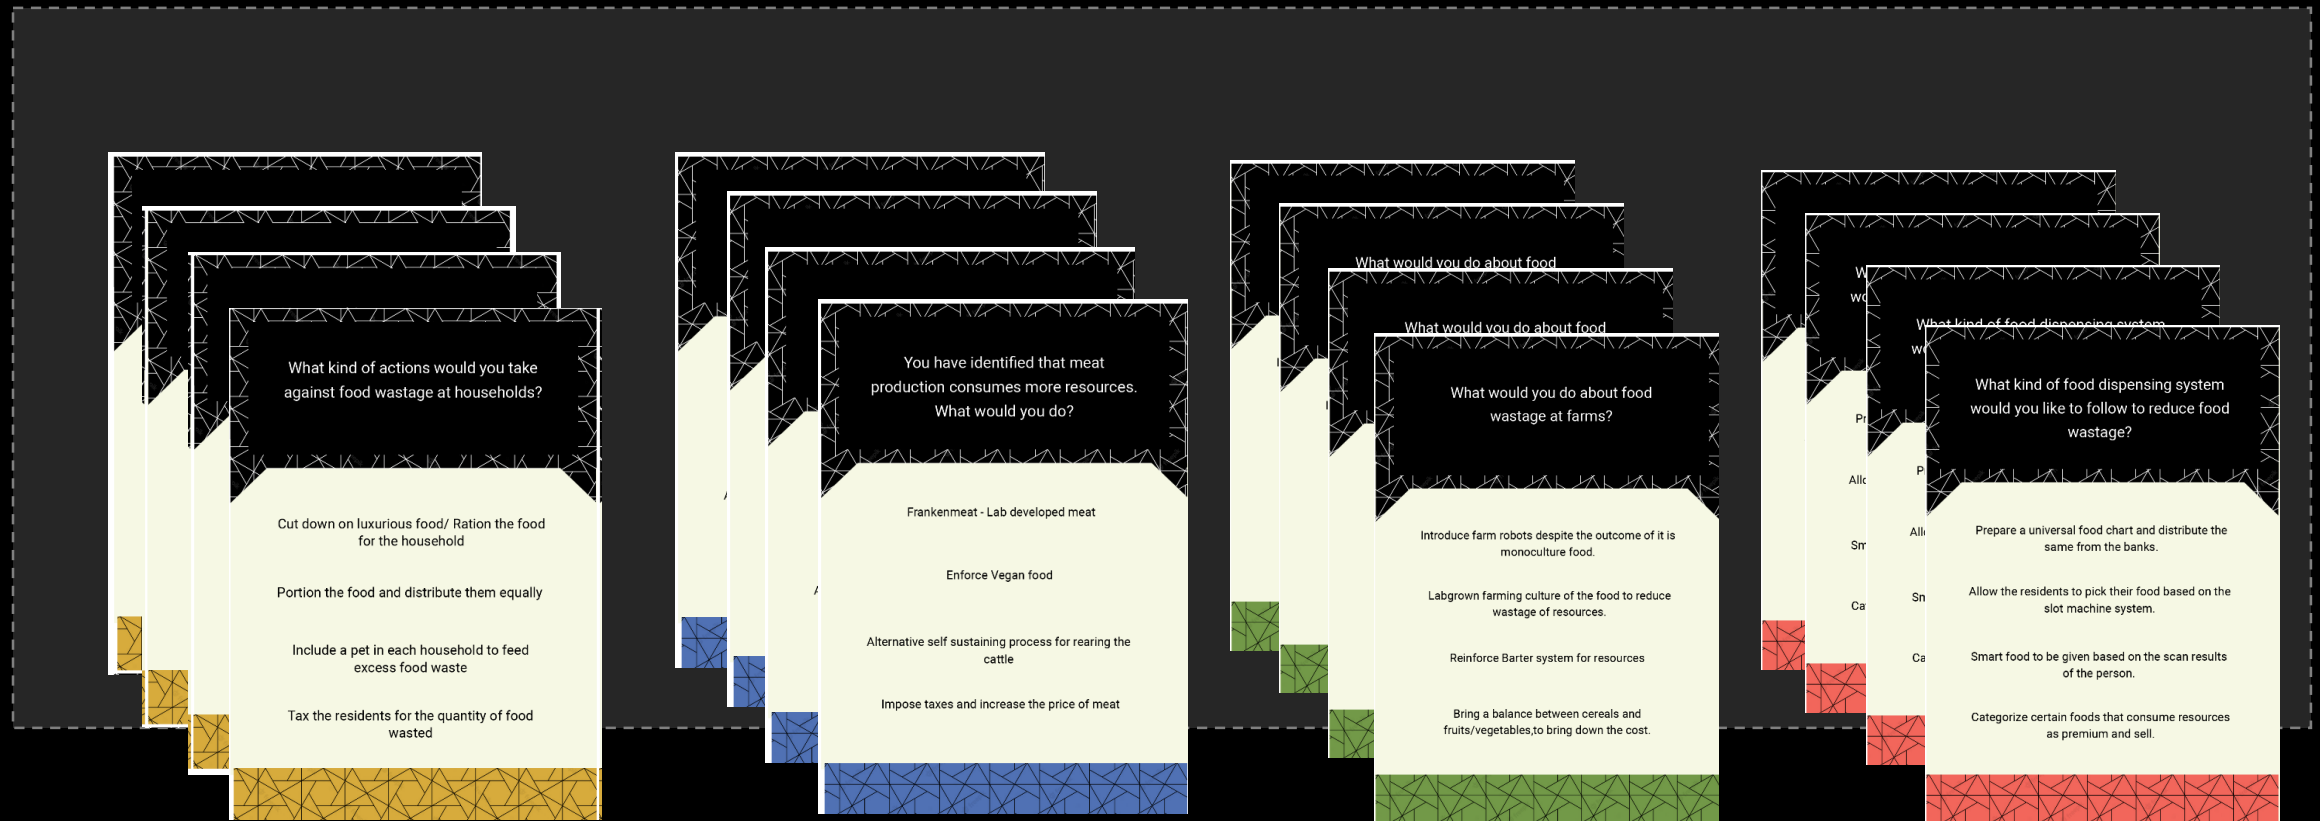 What kind of actions would you take
against food wastage at households?
Cut down on luxurious food/ Ration the food
for the household
Portion the food and distribute them equally
Include a pet in each household to feed
excess food waste
Tax the residents for the quantity of food
wasted
You have identified that meat
production consumes more resources.
What would you do?
Frankenmeat - Lab developed meat
Enforce Vegan food
Alternative self sustaining process for rearing the
cattle
Impose taxes and increase the price of meat
What would you do about food
What would you do about food
What would you do about food
wastage at farms?
Introduce farm robots despite the outcome of it is
monoculture food.
Labgrown farming culture of the food to reduce
wastage of resources.
Reinforce Barter system for resources
Bring a balance between cereals and
fruits/vegetables,to bring down the cost.
What kind of food dispensing system
What kind of food dispensing system
would you like to follow to reduce food
wastage?
Prepare a universal food chart and distribute the
same from the banks.
Allow the residents to pick their food based on the
slot machine system.
Smart food to be given based on the scan results
of the person.
Categorize certain foods that consume resources
as premium and sell.